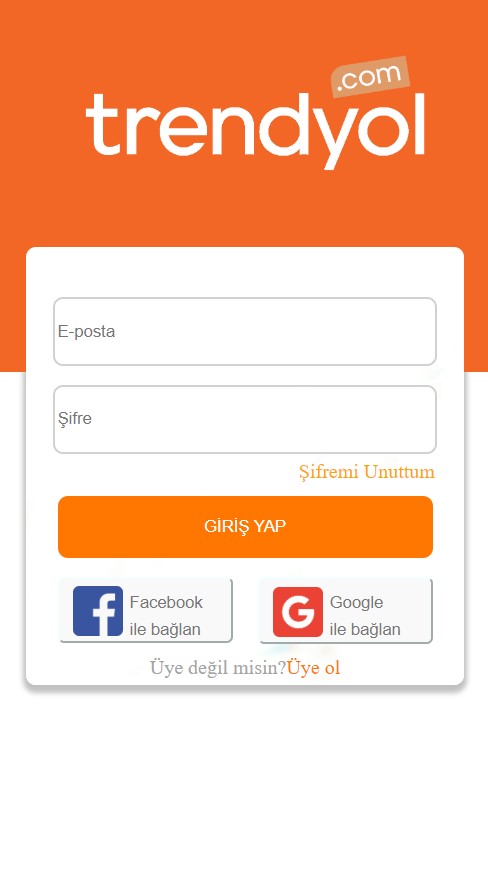 .com
trendyol
E-posta
Şifre
Şifremi Unuttum
GİRİŞ YAP
Facebook
ile bağlan
Google
ile bağlan
Üye değil misin?Üye ol